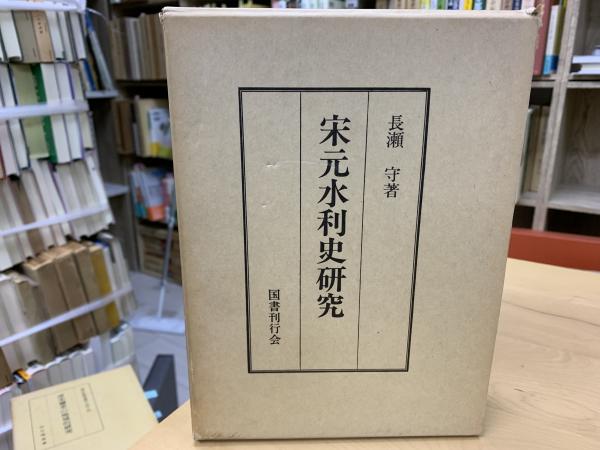 長瀬 守著
宋元水利史研究
国書刊行会